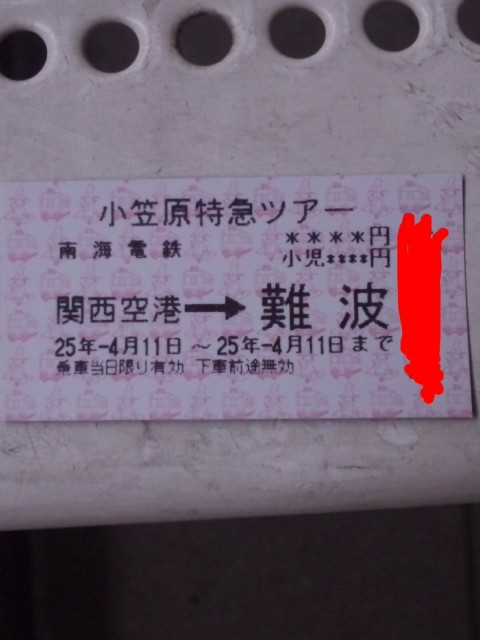 小笠原特急ツアー
南海電鉄
****円
小児****円
関西空港→難波
25年-4月11日 ～ 25年-4月11日まで
乗車当日限り有効 下車前途無効